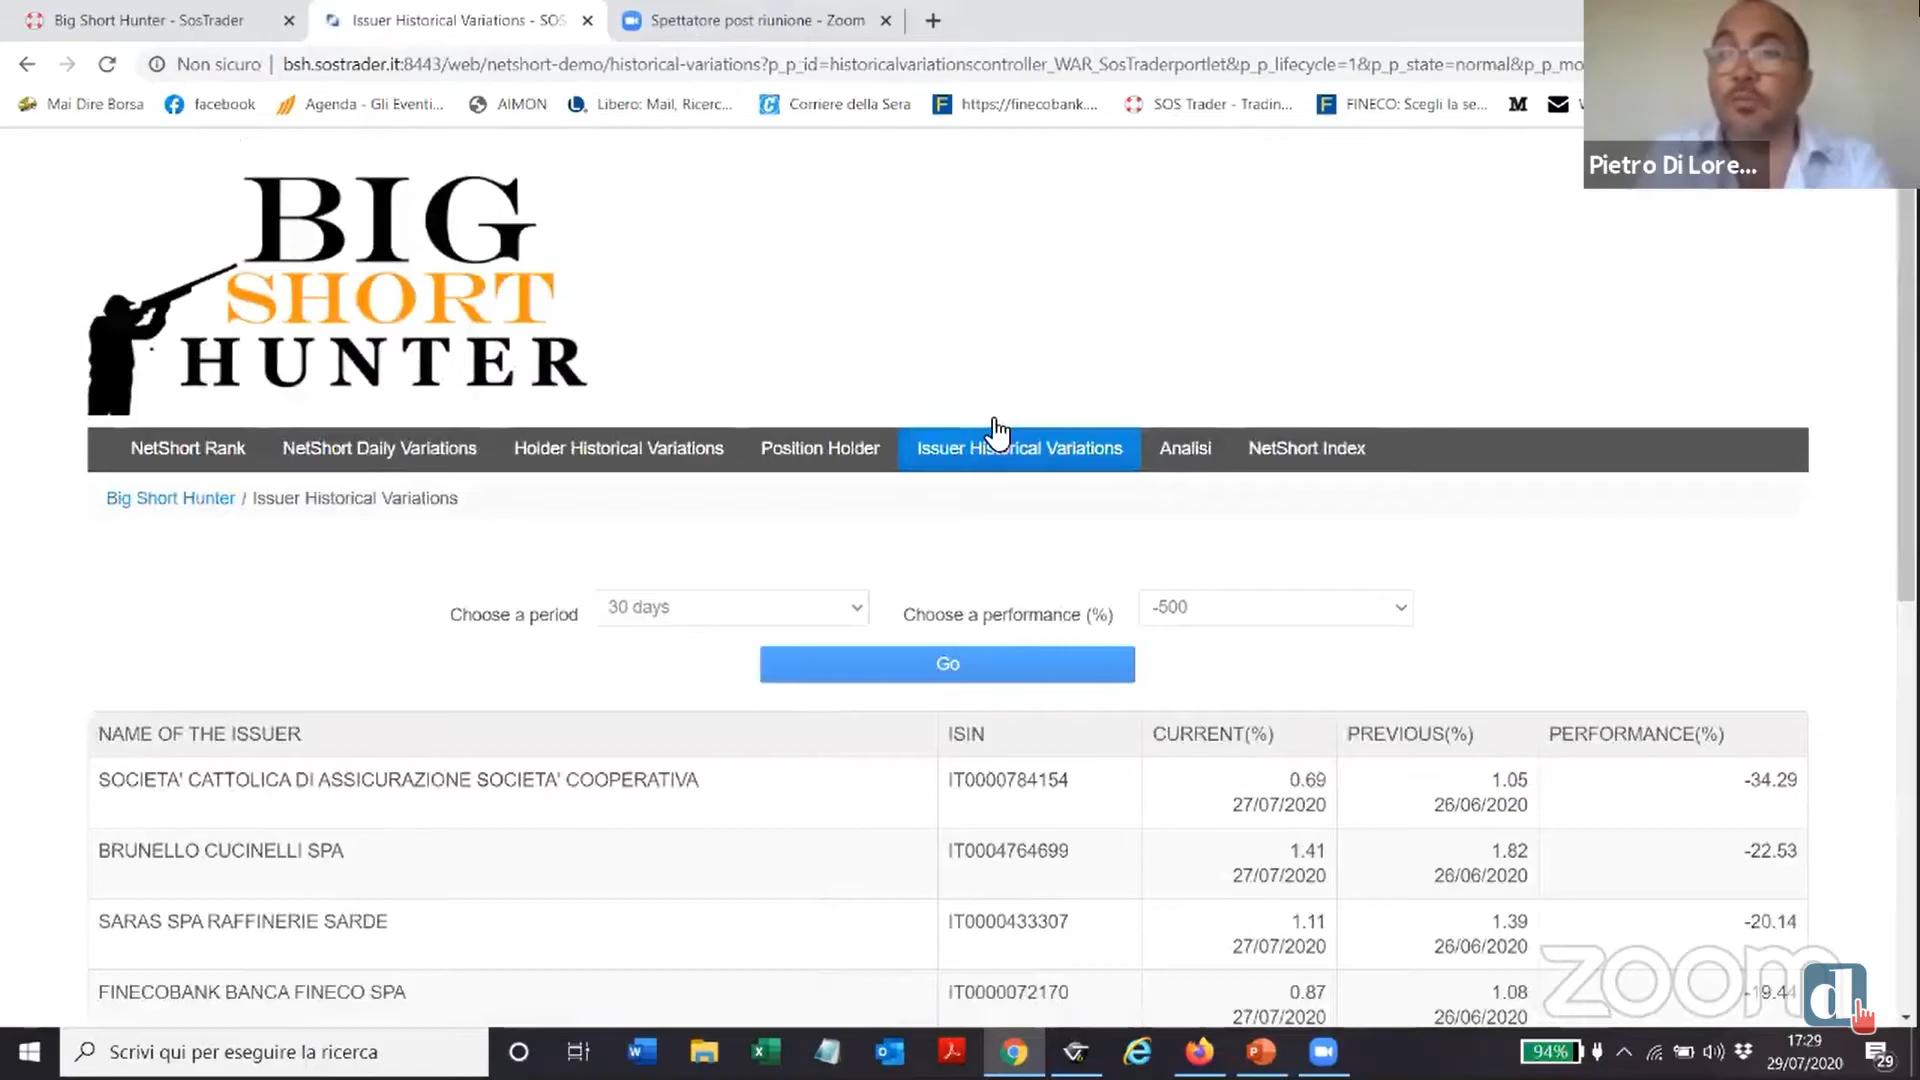 Big Short Hunter - SosTrader
Issuer Historical Variations - SOS
Spettatore post riunione - Zoom
Non sicuro
bsh.sostrader.it:8443/web/netshort-demo/historical-variations?p_p_id=historicalvariationscontroller_WAR_SosTraderportlet&p_p_lifecycle=1&p_p_state=normal&p_p_mo
Mai Dire Borsa
facebook
Agenda - Gli Eventi...
AIMON
Libero: Mail, Ricerc...
Corriere della Sera
https://finecobank....
SOS Trader - Tradin...
FINECO: Scegli la se...
M
Pietro Di Lore...
BIG
SHORT
HUNTER
NetShort Rank
NetShort Daily Variations
Holder Historical Variations
Position Holder
Issuer Historical Variations
Analisi
NetShort Index
Big Short Hunter / Issuer Historical Variations
Choose a period
30 days
Choose a performance (%)
-500
Go
NAME OF THE ISSUER ISIN CURRENT(%) PREVIOUS(%) PERFORMANCE(%)
SOCIETA' CATTOLICA DI ASSICURAZIONE SOCIETA' COOPERATIVA IT0000784154 0.69 1.05 -34.29
27/07/2020 26/06/2020
BRUNELLO CUCINELLI SPA IT0004764699 1.41 1.82 -22.53
27/07/2020 26/06/2020
SARAS SPA RAFFINERIE SARDE IT0000433307 1.11 1.39 -20.14
27/07/2020 26/06/2020
FINECOBANK BANCA FINECO SPA IT0000072170 0.87 1.08 -19.44
27/07/2020 26/06/2020
zoom
d
Scrivi qui per eseguire la ricerca
94%
17:29
29/07/2020
29